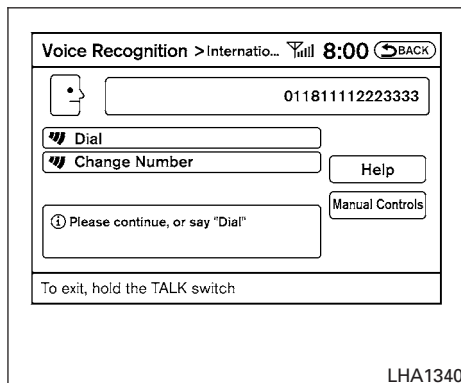 Voice Recognition > Internatio... 8:00 BACK
011811112223333
Dial
Change Number
Help
Manual Controls
Please continue, or say "Dial"
To exit, hold the TALK switch
LHA1340